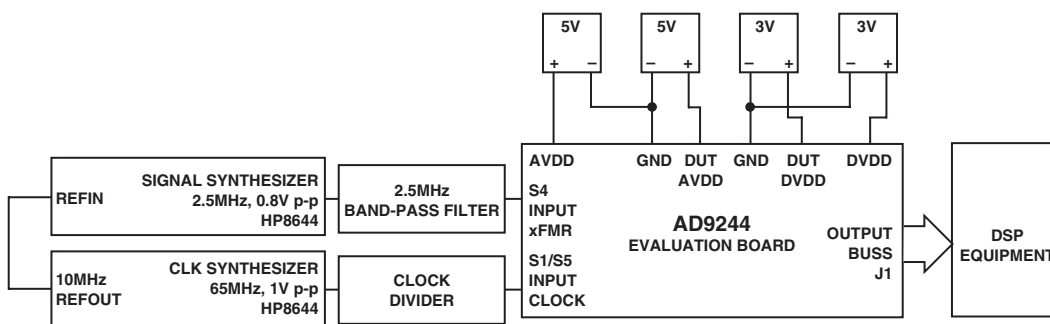 5V
5V
3V
3V
+ –
– +
– +
– +
AVDD
GND
DUT
AVDD
GND
DUT
DVDD
DVDD
REFIN
SIGNAL SYNTHESIZER
2.5MHz, 0.8V p-p
HP8644
2.5MHz
BAND-PASS FILTER
S4
INPUT
xFMR
AD9244
EVALUATION BOARD
OUTPUT
BUSS
J1
DSP
EQUIPMENT
10MHz
REFOUT
CLK SYNTHESIZER
65MHz, 1V p-p
HP8644
CLOCK
DIVIDER
S1/S5
INPUT
CLOCK